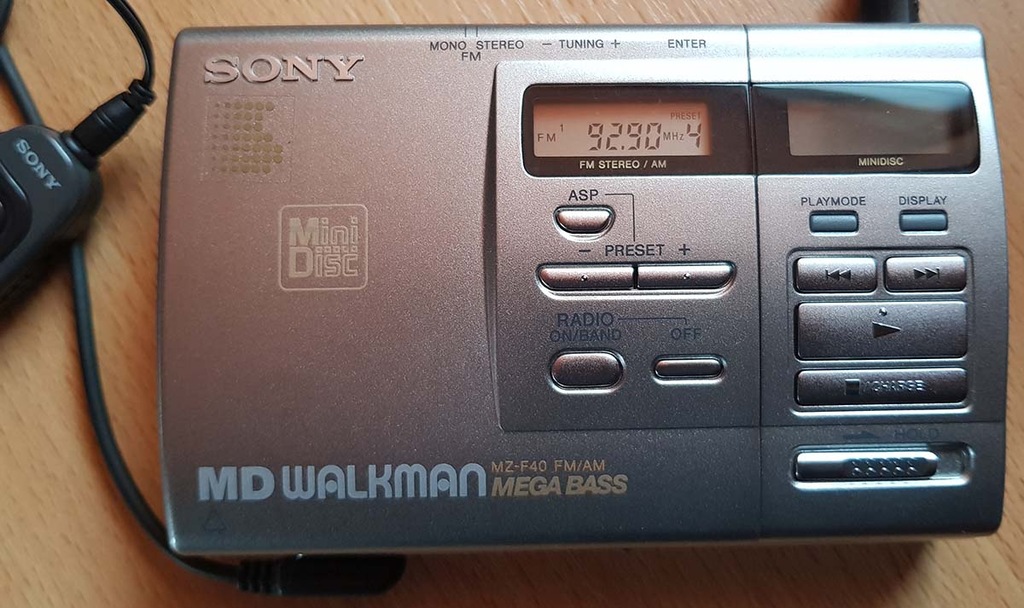 MONO STEREO
FM
– TUNING +
ENTER
SONY
SONY
FM 1 92.90 MHz PRESET 4
FM STEREO / AM
MINIDISC
ASP
– PRESET +
PLAYMODE
DISPLAY
Mini
Disc
RADIO
ON/BAND
OFF
/CHARGE
HOLD
MD WALKMAN
MZ-F40 FM/AM
MEGA BASS